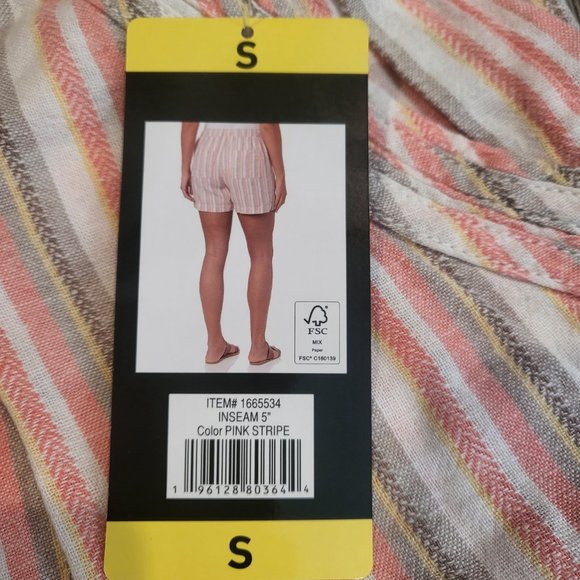 S
FSC
MIX
Paper
FSC® C160139
ITEM# 1665534
INSEAM 5"
Color PINK STRIPE
1 96128 80364 4
S